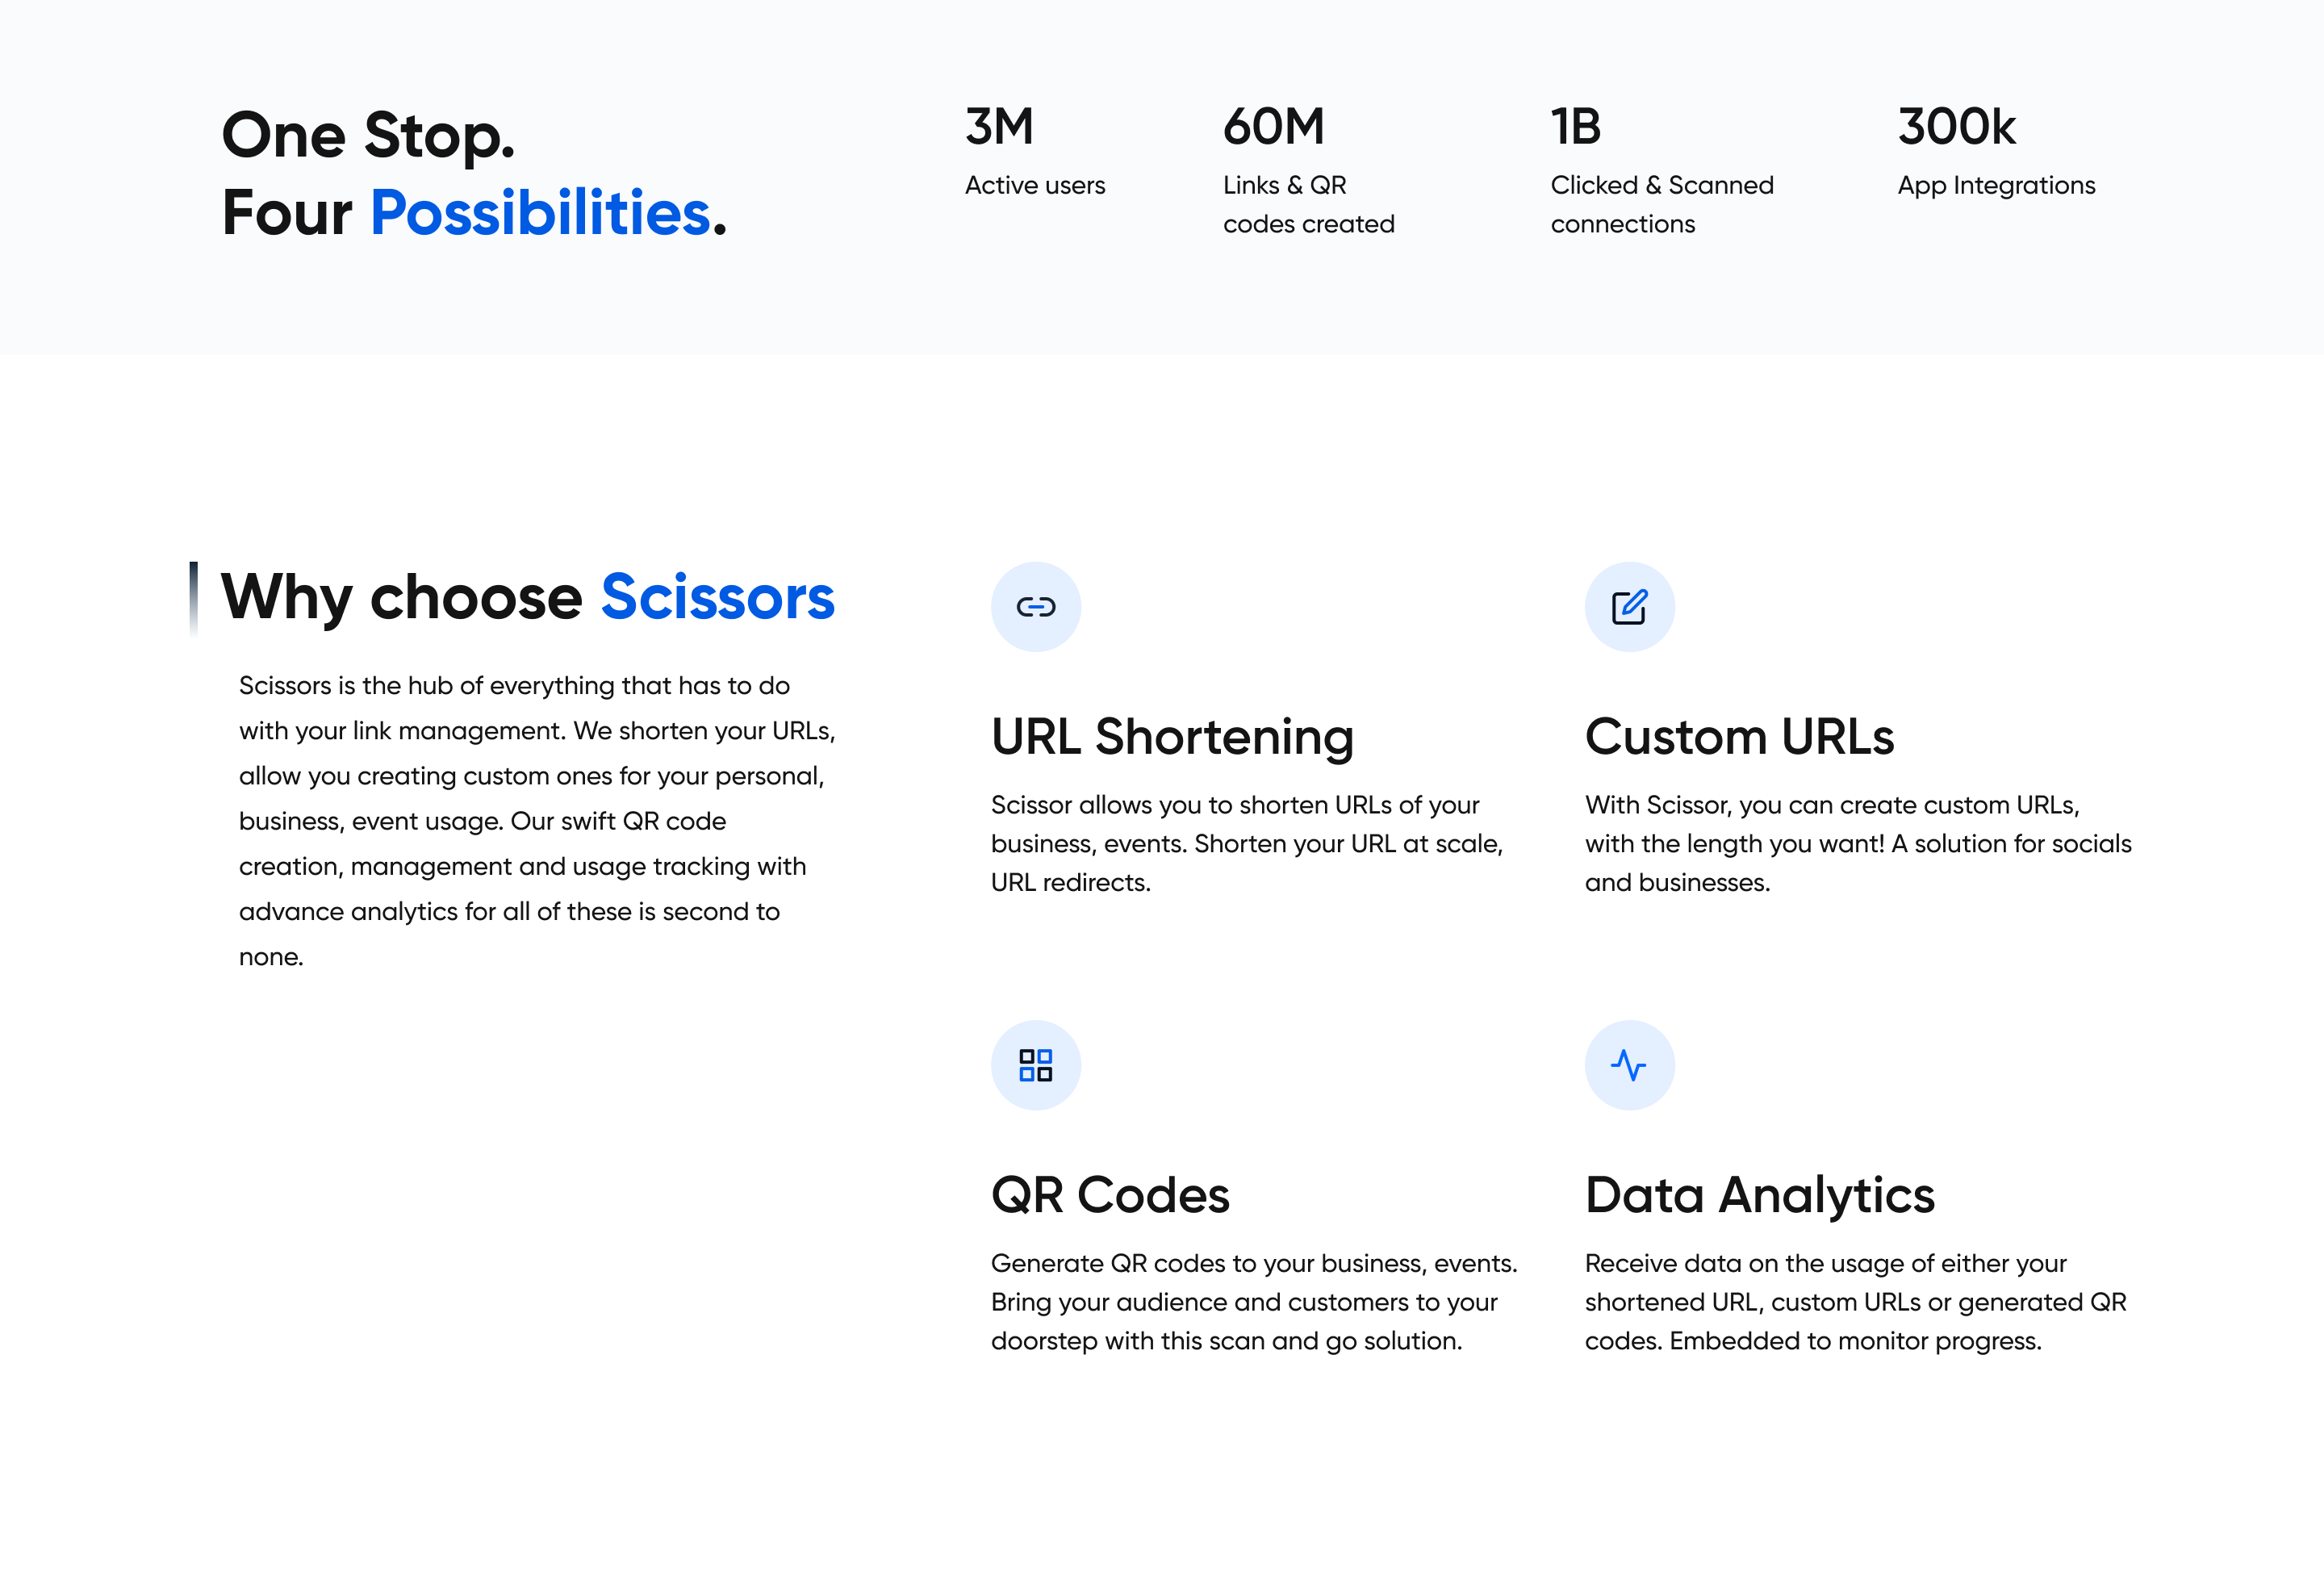 One Stop.
Four Possibilities.
3M
Active users
60M
Links & QR
codes created
1B
Clicked & Scanned
connections
300k
App Integrations
Why choose Scissors
Scissors is the hub of everything that has to do
with your link management. We shorten your URLs,
allow you creating custom ones for your personal,
business, event usage. Our swift QR code
creation, management and usage tracking with
advance analytics for all of these is second to
none.
URL Shortening
Scissor allows you to shorten URLs of your
business, events. Shorten your URL at scale,
URL redirects.
Custom URLs
With Scissor, you can create custom URLs,
with the length you want! A solution for socials
and businesses.
QR Codes
Generate QR codes to your business, events.
Bring your audience and customers to your
doorstep with this scan and go solution.
Data Analytics
Receive data on the usage of either your
shortened URL, custom URLs or generated QR
codes. Embedded to monitor progress.